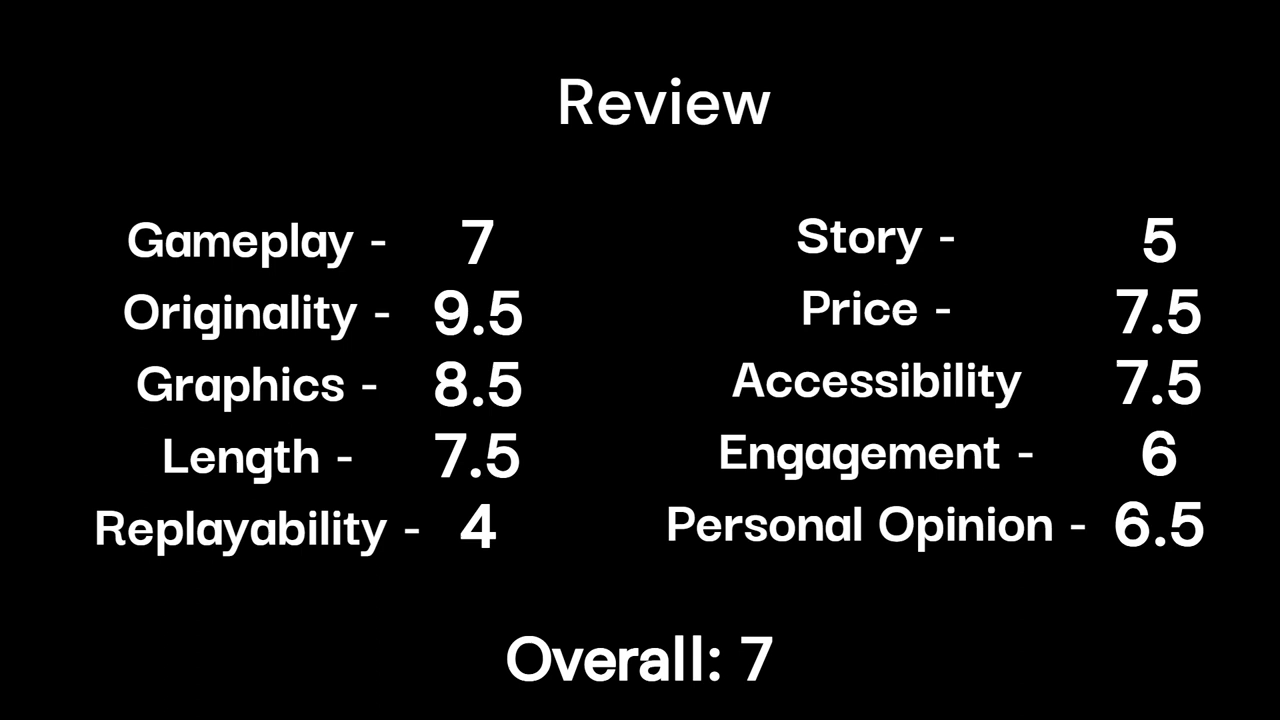 Review
Gameplay - 7
Originality - 9.5
Graphics - 8.5
Length - 7.5
Replayability - 4
Story - 5
Price - 7.5
Accessibility 7.5
Engagement - 6
Personal Opinion - 6.5
Overall: 7